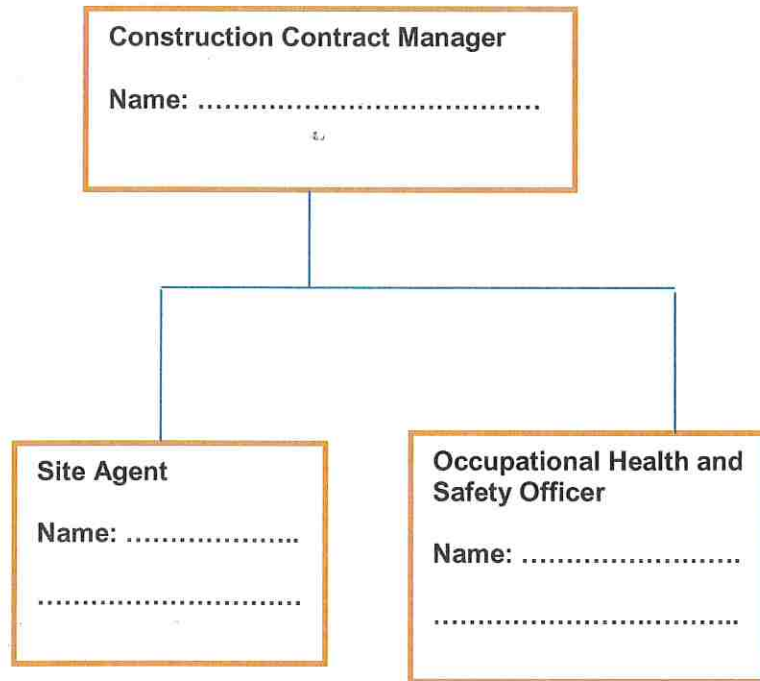 Construction Contract Manager
Name: ......................................
Site Agent
Name: ...................
.............................
Occupational Health and
Safety Officer
Name: ........................
..................................